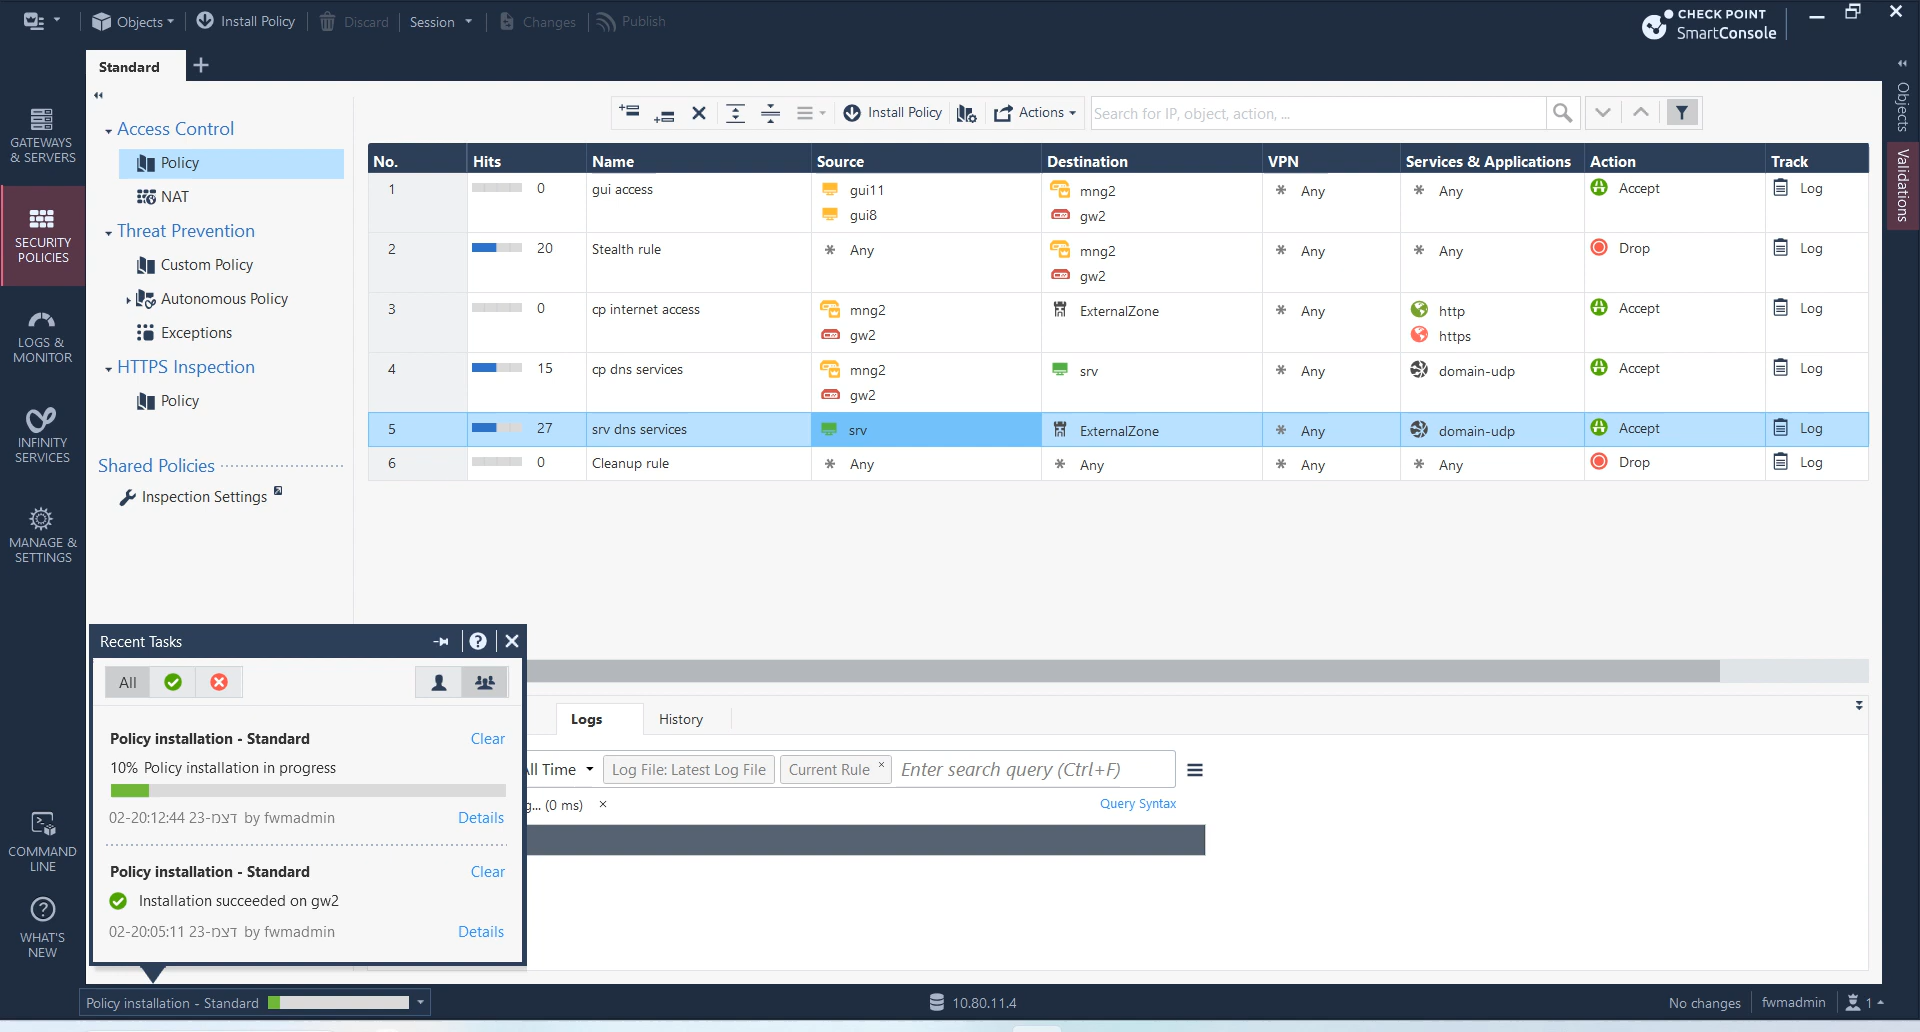 Objects
Install Policy
Discard
Session
Changes
Publish
CHECK POINT
SmartConsole
Standard
GATEWAYS
& SERVERS
SECURITY
POLICIES
LOGS &
MONITOR
INFINITY
SERVICES
MANAGE &
SETTINGS
COMMAND
LINE
WHAT'S
NEW
Access Control
Policy
NAT
Threat Prevention
Custom Policy
Autonomous Policy
Exceptions
HTTPS Inspection
Policy
Shared Policies
Inspection Settings
Install Policy
Actions
Search for IP, object, action, ...
No. Hits Name Source Destination VPN Services & Applications Action Track
1 0 gui access gui11 mng2 Any Any Accept Log
gui8 gw2
2 20 Stealth rule Any mng2 Any Any Drop Log
gw2
3 0 cp internet access mng2 ExternalZone Any http Accept Log
gw2 https
4 15 cp dns services mng2 srv Any domain-udp Accept Log
gw2
5 27 srv dns services srv ExternalZone Any domain-udp Accept Log
6 0 Cleanup rule Any Any Any Any Drop Log
Objects
Validations
Recent Tasks
All
Policy installation - Standard Clear
10% Policy installation in progress
02-20:12:44 23-דצמ by fwmadmin Details
Policy installation - Standard Clear
Installation succeeded on gw2
02-20:05:11 23-דצמ by fwmadmin Details
Logs
History
All Time
Log File: Latest Log File
Current Rule
Enter search query (Ctrl+F)
g... (0 ms)
Query Syntax
Policy installation - Standard
10.80.11.4
No changes
fwmadmin
1